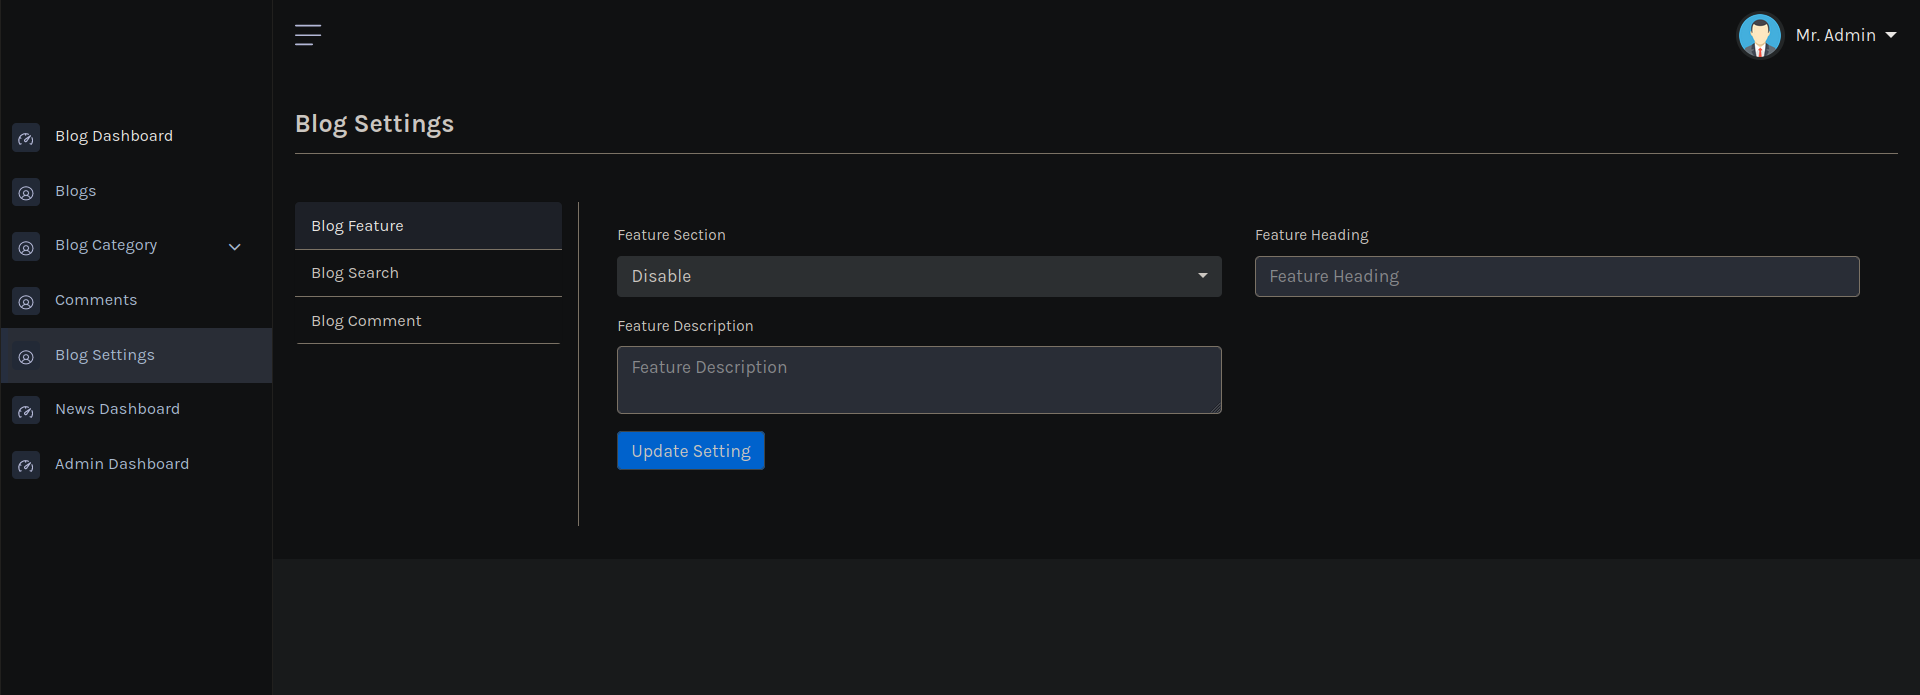 Mr. Admin
Blog Dashboard
Blogs
Blog Category
Comments
Blog Settings
News Dashboard
Admin Dashboard
Blog Settings
Blog Feature
Blog Search
Blog Comment
Feature Section
Disable
Feature Heading
Feature Heading
Feature Description
Feature Description
Update Setting